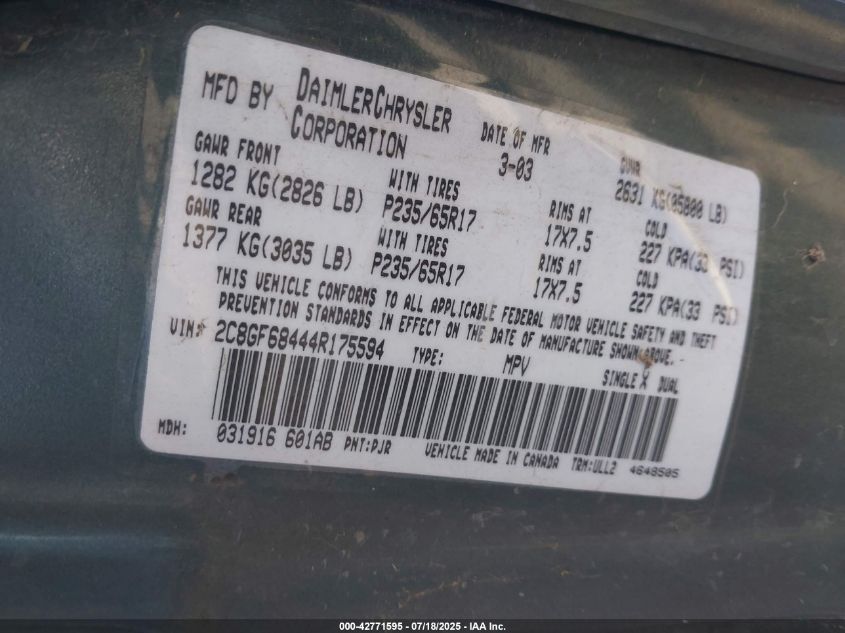 MFD BY DAIMLERCHRYSLER CORPORATION DATE OF MFR 3-03 GVWR 2631 KG(05800 LB)
GAWR FRONT WITH TIRES RIMS AT COLD
1282 KG(2826 LB) P235/65R17 17X7.5 227 KPA(33 PSI)
GAWR REAR WITH TIRES RIMS AT COLD
1377 KG(3035 LB) P235/65R17 17X7.5 227 KPA(33 PSI)
THIS VEHICLE CONFORMS TO ALL APPLICABLE FEDERAL MOTOR VEHICLE SAFETY AND THEFT
PREVENTION STANDARDS IN EFFECT ON THE DATE OF MANUFACTURE SHOWN ABOVE.
VIN: 2C8GF68444R175594 TYPE: MPV SINGLE X DUAL
MDH: 031916 601AB PNT:PJR VEHICLE MADE IN CANADA TRM:ULL2 4648505
000-42771595 - 07/18/2025 - IAA Inc.